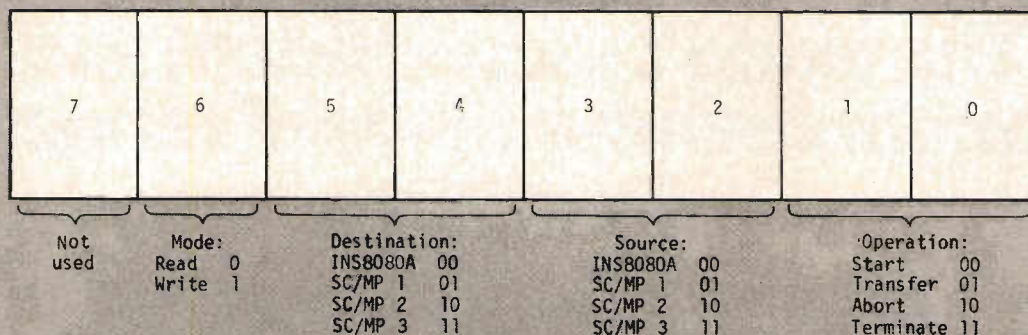 7 6 5 4 3 2 1 0
Not Mode: Destination: Source: Operation:
used Read 0 INS8080A 00 INS8080A 00 Start 00
Write 1 SC/MP 1 01 SC/MP 1 01 Transfer 01
SC/MP 2 10 SC/MP 2 10 Abort 10
SC/MP 3 11 SC/MP 3 11 Terminate 11